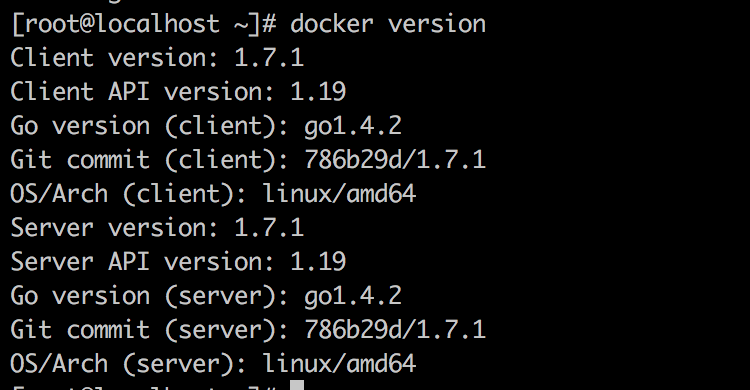 [root@localhost ~]# docker version
Client version: 1.7.1
Client API version: 1.19
Go version (client): go1.4.2
Git commit (client): 786b29d/1.7.1
OS/Arch (client): linux/amd64
Server version: 1.7.1
Server API version: 1.19
Go version (server): go1.4.2
Git commit (server): 786b29d/1.7.1
OS/Arch (server): linux/amd64